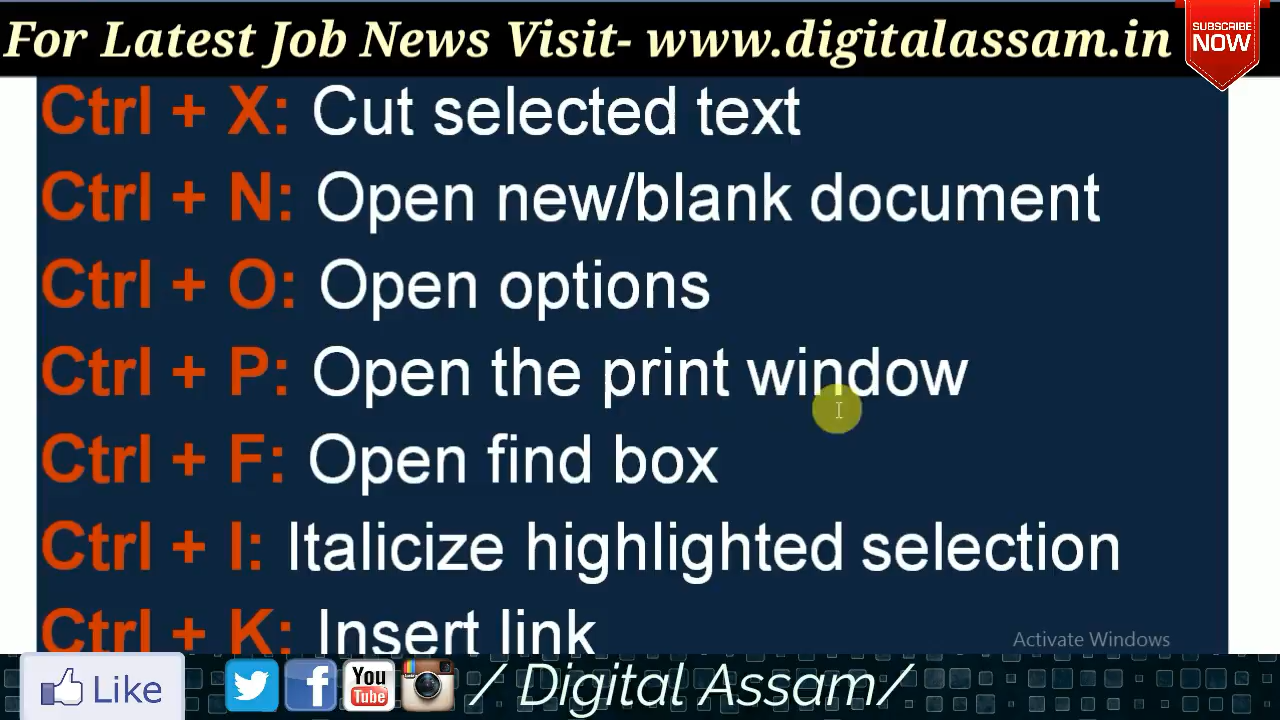 For Latest Job News Visit- www.digitalassam.in
SUBSCRIBE
NOW
Ctrl + X: Cut selected text
Ctrl + N: Open new/blank document
Ctrl + O: Open options
Ctrl + P: Open the print window
Ctrl + F: Open find box
Ctrl + I: Italicize highlighted selection
Ctrl + K: Insert link
Activate Windows
Like
You
Tube
/ Digital Assam/